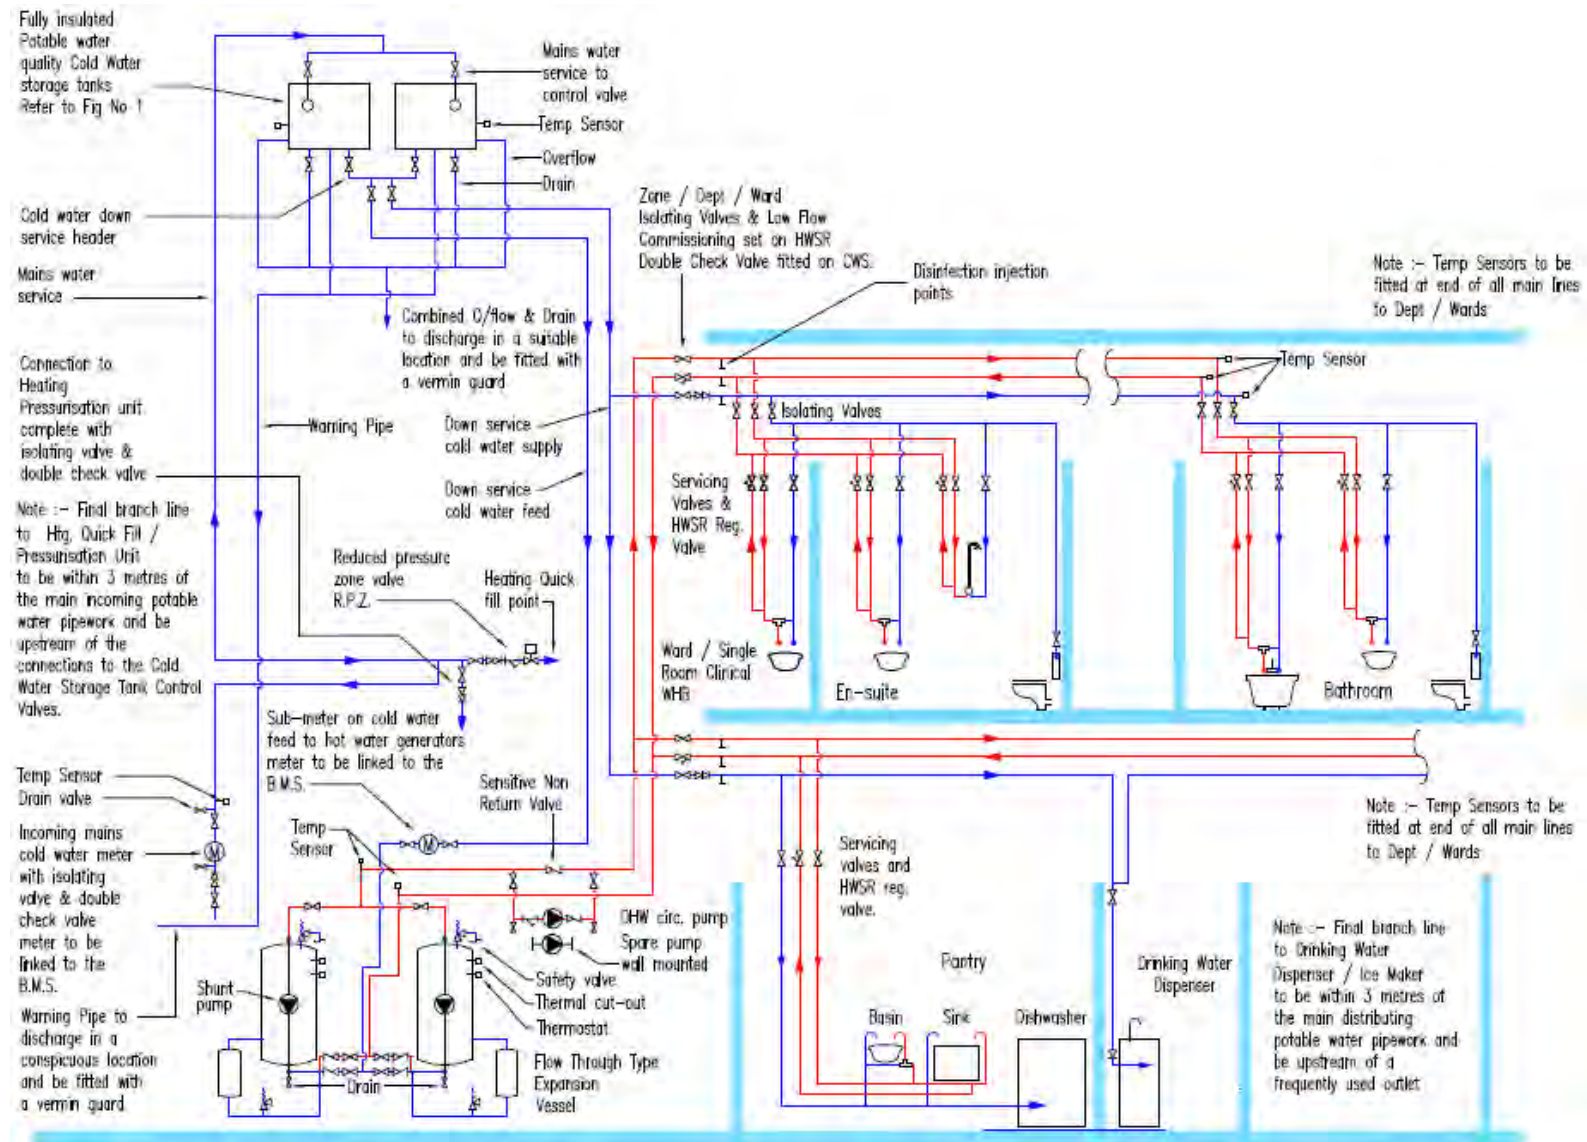 Fully insulated
Potable water
quality Cold Water
storage tanks
Refer to Fig No 1
Mains water
service to
control valve
Temp Sensor
Overflow
Drain
Cold water down
service header
Mains water
service
Combined O/flow & Drain
to discharge in a suitable
location and be fitted with
a vermin guard
Zone / Dept / Ward
Isolating Valves & Low Flow
Commissioning set on HWSR
Double Check Valve fitted on CWS.
Disinfection injection
points
Note :- Temp Sensors to be
fitted at end of all main lines
to Dept / Wards
Temp Sensor
Connection to
Heating
Pressurisation unit
complete with
isolating valve &
double check valve
Warning Pipe
Down service
cold water supply
Down service
cold water feed
Isolating Valves
Servicing
Valves &
HWSR Reg.
Valve
Note :- Final branch line
to Htg, Quick Fill /
Pressurisation Unit
to be within 3 metres of
the main incoming potable
water pipework and be
upstream of the
connections to the Cold
Water Storage Tank Control
Valves.
Reduced pressure
zone valve
R.P.Z.
Heating Quick
fill point
Ward / Single
Room Clinical
WHB
En-suite
Bathroom
Sub-meter on cold water
feed to hot water generators
meter to be linked to the
B.M.S.
Sensitive Non
Return Valve
Temp Sensor
Drain valve
Temp
Sensor
M
M
Incoming mains
cold water meter
with isolating
valve & double
check valve
meter to be
linked to the
B.M.S.
Note :- Temp Sensors to be
fitted at end of all main lines
to Dept / Wards
Servicing
valves and
HWSR reg.
valve.
DHW circ. pump
Spare pump
wall mounted
Safety valve
Thermal cut-out
Thermostat
Shunt
pump
Warning Pipe to
discharge in a
conspicuous location
and be fitted with
a vermin guard
Drain
Flow Through Type
Expansion
Vessel
Pantry
Basin
Sink
Dishwasher
Drinking Water
Dispenser
Note :- Final branch line
to Drinking Water
Dispenser / Ice Maker
to be within 3 metres of
the main distributing
potable water pipework and
be upstream of a
frequently used outlet